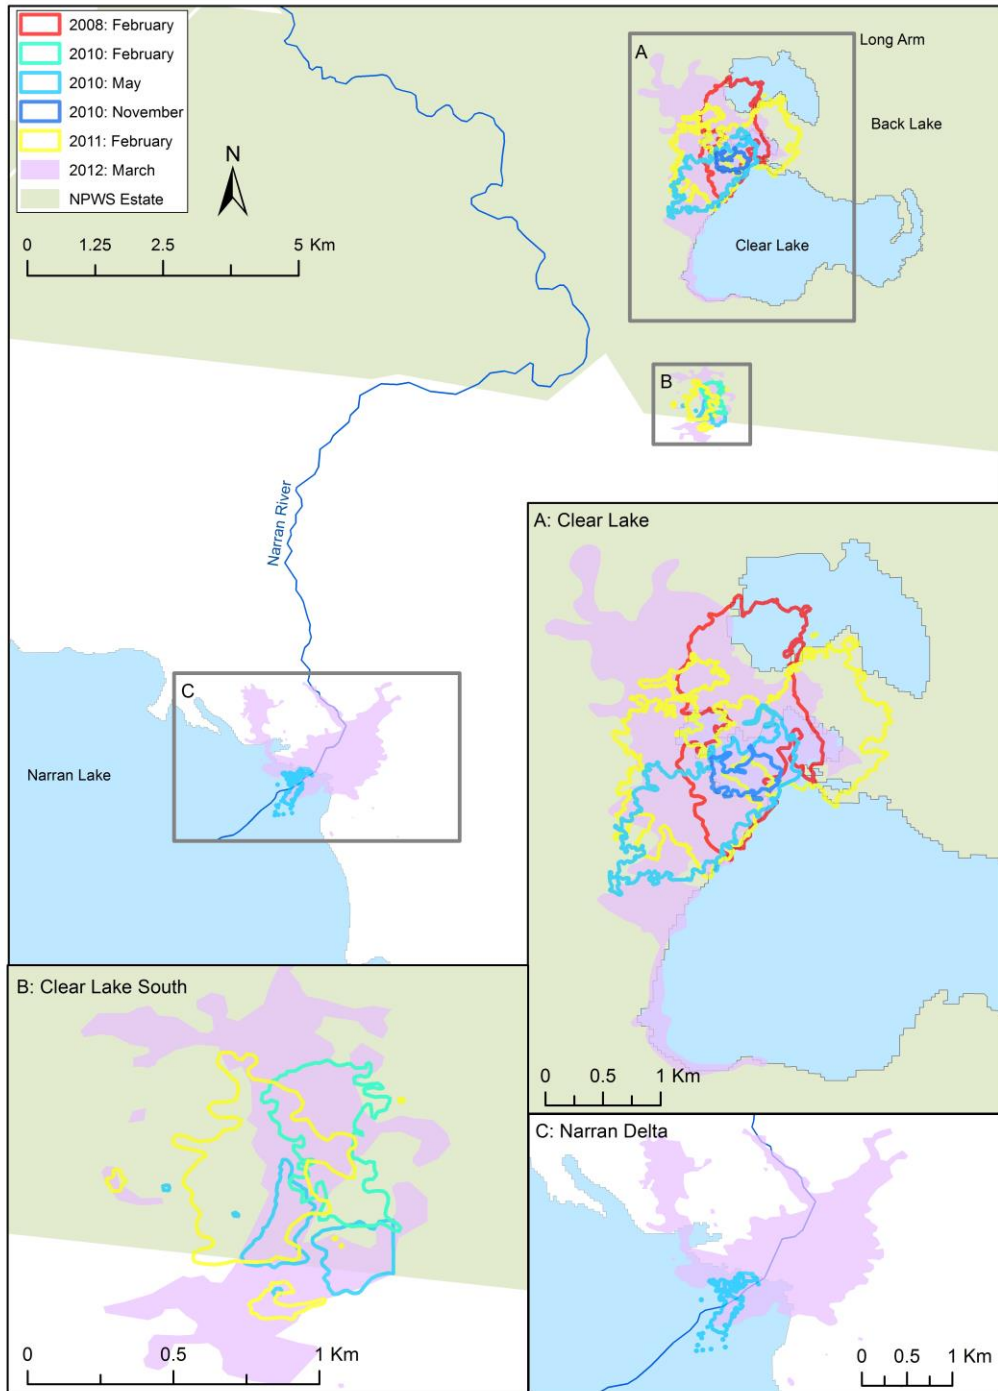 2008: February
2010: February
2010: May
2010: November
2011: February
2012: March
NPWS Estate
N
0 1.25 2.5 5 Km
A
Long Arm
Back Lake
Clear Lake
B
Narran River
C
Narran Lake
A: Clear Lake
0 0.5 1 Km
B: Clear Lake South
0 0.5 1 Km
C: Narran Delta
0 0.5 1 Km